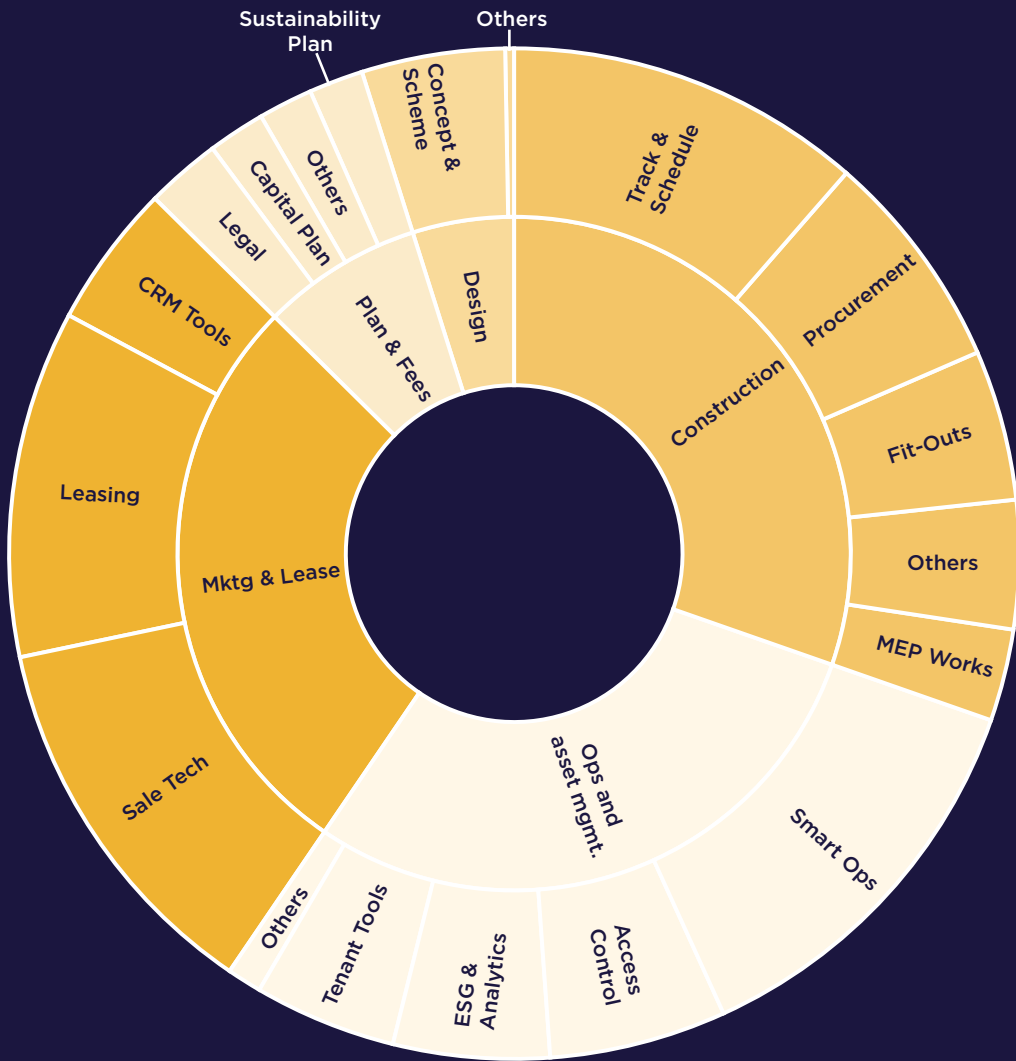 Sustainability
Plan
Others
Concept &
Scheme
Track &
Schedule
Others
Capital Plan
Legal
Procurement
CRM Tools
Design
Plan & Fees
Construction
Fit-Outs
Leasing
Others
Mktg & Lease
MEP Works
Sale Tech
Ops and
asset mgmt.
Smart Ops
Others
Tenant Tools
ESG &
Analytics
Access
Control